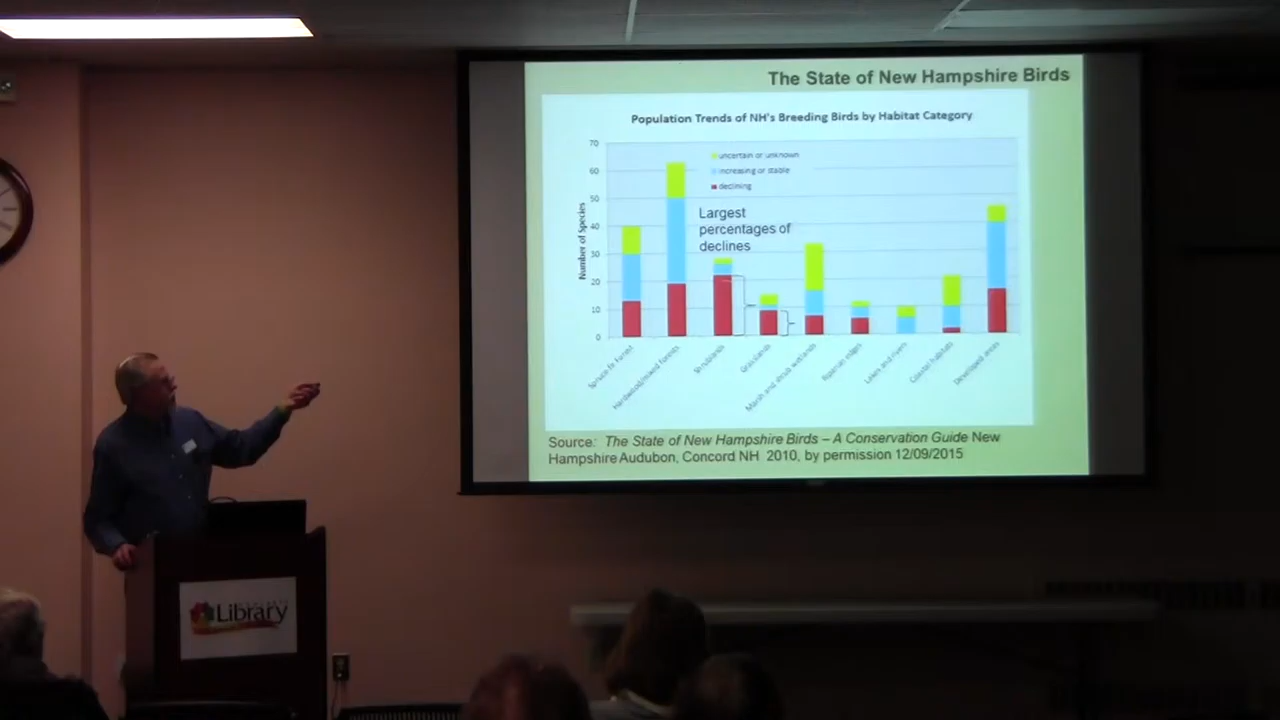 The State of New Hampshire Birds
Population Trends of NH's Breeding Birds by Habitat Category
70
60
50
40
30
20
10
0
Number of Species
uncertain or unknown
increasing or stable
declining
Largest
percentages of
declines
Spruce-fir Forest
Hardwood/mixed forests
Shrublands
Grasslands
Marsh and shrub wetlands
Riparian edges
Lakes and rivers
Coastal habitats
Developed areas
Source: The State of New Hampshire Birds – A Conservation Guide New
Hampshire Audubon, Concord NH 2010, by permission 12/09/2015
Library